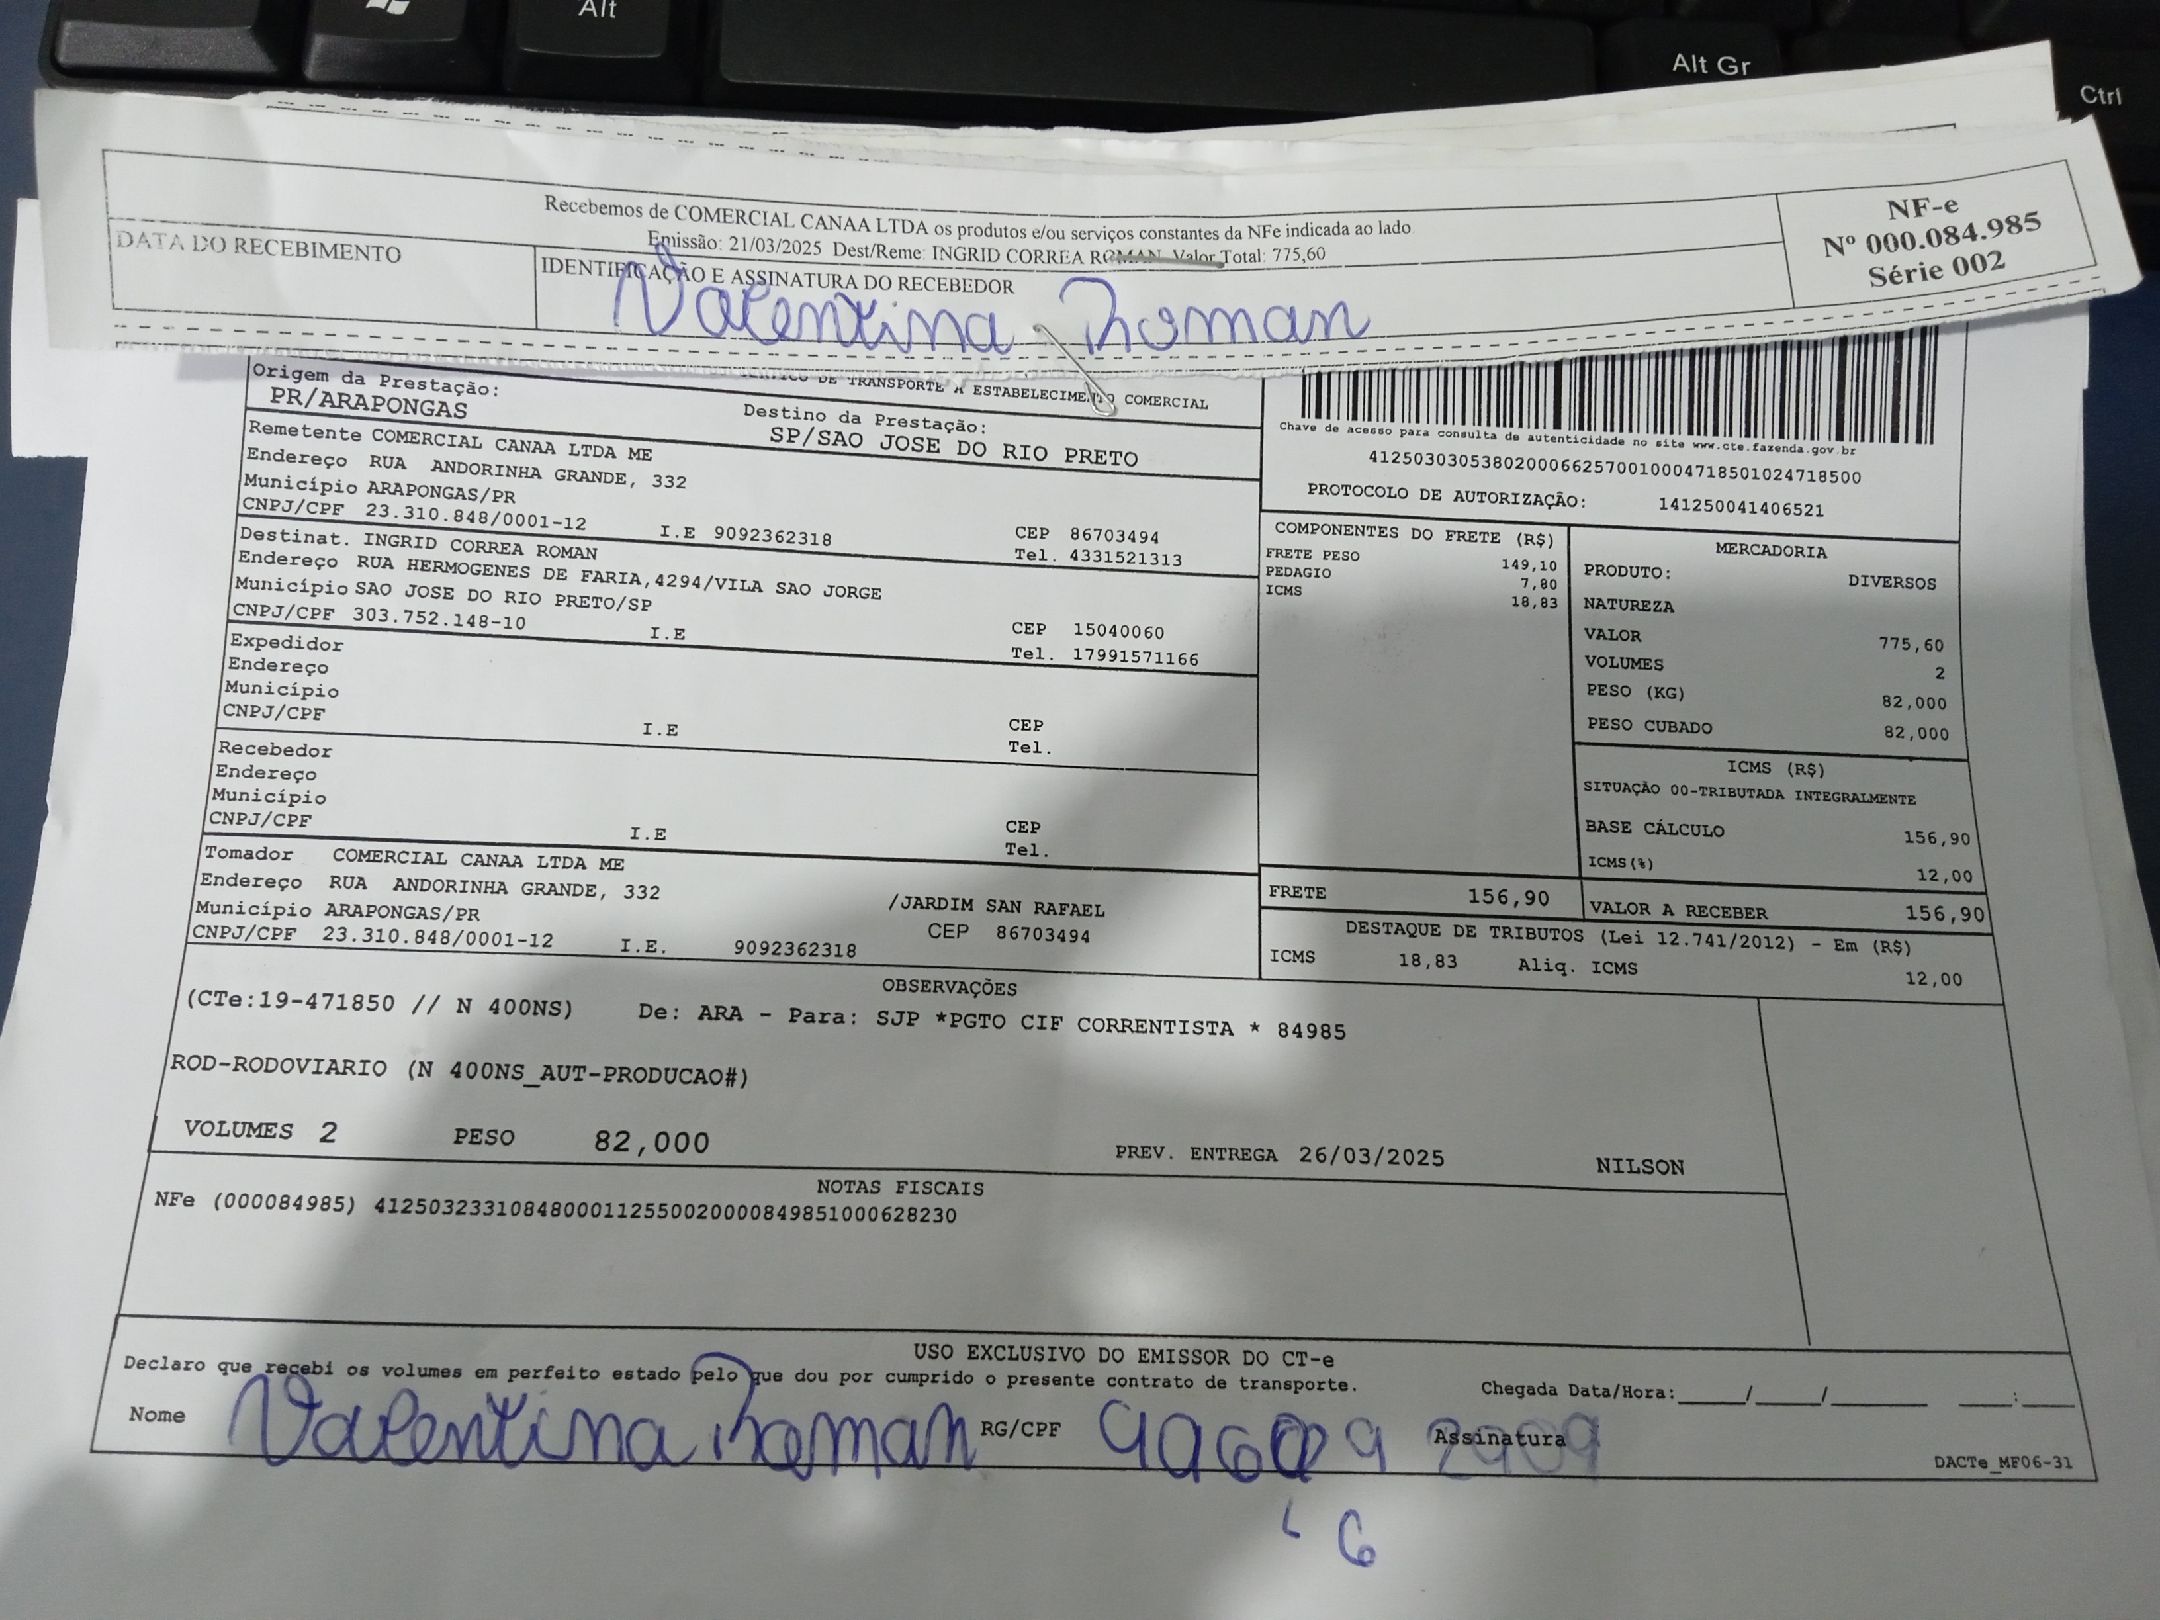 Alt
Alt Gr
Ctrl
Recebemos de COMERCIAL CANAA LTDA os produtos e/ou serviços constantes da NFe indicada ao lado
Emissão: 21/03/2025 Dest/Reme: INGRID CORREA ROMAN Valor Total: 775,60
DATA DO RECEBIMENTO
IDENTIFICAÇÃO E ASSINATURA DO RECEBEDOR
Valentina Roman
NF-e
Nº 000.084.985
Série 002
DE TRANSPORTE A ESTABELECIMENTO COMERCIAL
Origem da Prestação:
PR/ARAPONGAS
Destino da Prestação:
SP/SAO JOSE DO RIO PRETO
Remetente COMERCIAL CANAA LTDA ME
Endereço RUA ANDORINHA GRANDE, 332
Município ARAPONGAS/PR
CNPJ/CPF 23.310.848/0001-12 I.E 9092362318
CEP 86703494
Tel. 4331521313
Destinat. INGRID CORREA ROMAN
Endereço RUA HERMOGENES DE FARIA,4294/VILA SAO JORGE
Município SAO JOSE DO RIO PRETO/SP
CNPJ/CPF 303.752.148-10 I.E
CEP 15040060
Tel. 17991571166
Expedidor
Endereço
Município
CNPJ/CPF I.E
CEP
Tel.
Recebedor
Endereço
Município
CNPJ/CPF I.E
CEP
Tel.
Tomador COMERCIAL CANAA LTDA ME
Endereço RUA ANDORINHA GRANDE, 332 /JARDIM SAN RAFAEL
Município ARAPONGAS/PR CEP 86703494
CNPJ/CPF 23.310.848/0001-12 I.E. 9092362318
Chave de acesso para consulta de autenticidade no site www.cte.fazenda.gov.br
41250303053802000662570010004718501024718500
PROTOCOLO DE AUTORIZAÇÃO: 141250041406521
COMPONENTES DO FRETE (R$)
FRETE PESO 149,10
PEDAGIO 7,80
ICMS 18,83
MERCADORIA
PRODUTO: DIVERSOS
NATUREZA
VALOR 775,60
VOLUMES 2
PESO (KG) 82,000
PESO CUBADO 82,000
ICMS (R$)
SITUAÇÃO 00-TRIBUTADA INTEGRALMENTE
BASE CÁLCULO 156,90
ICMS(%) 12,00
FRETE 156,90
VALOR A RECEBER 156,90
DESTAQUE DE TRIBUTOS (Lei 12.741/2012) - Em (R$)
ICMS 18,83 Aliq. ICMS 12,00
OBSERVAÇÕES
(CTe:19-471850 // N 400NS) De: ARA - Para: SJP *PGTO CIF CORRENTISTA * 84985
ROD-RODOVIARIO (N 400NS_AUT-PRODUCAO#)
VOLUMES 2 PESO 82,000 PREV. ENTREGA 26/03/2025 NILSON
NOTAS FISCAIS
NFe (000084985) 41250323310848000112550020000849851000628230
USO EXCLUSIVO DO EMISSOR DO CT-e
Declaro que recebi os volumes em perfeito estado pelo que dou por cumprido o presente contrato de transporte.
Chegada Data/Hora:____/____/______ ___:___
Nome Valentina Roman RG/CPF Assinatura
DACTe_MF06-31
6